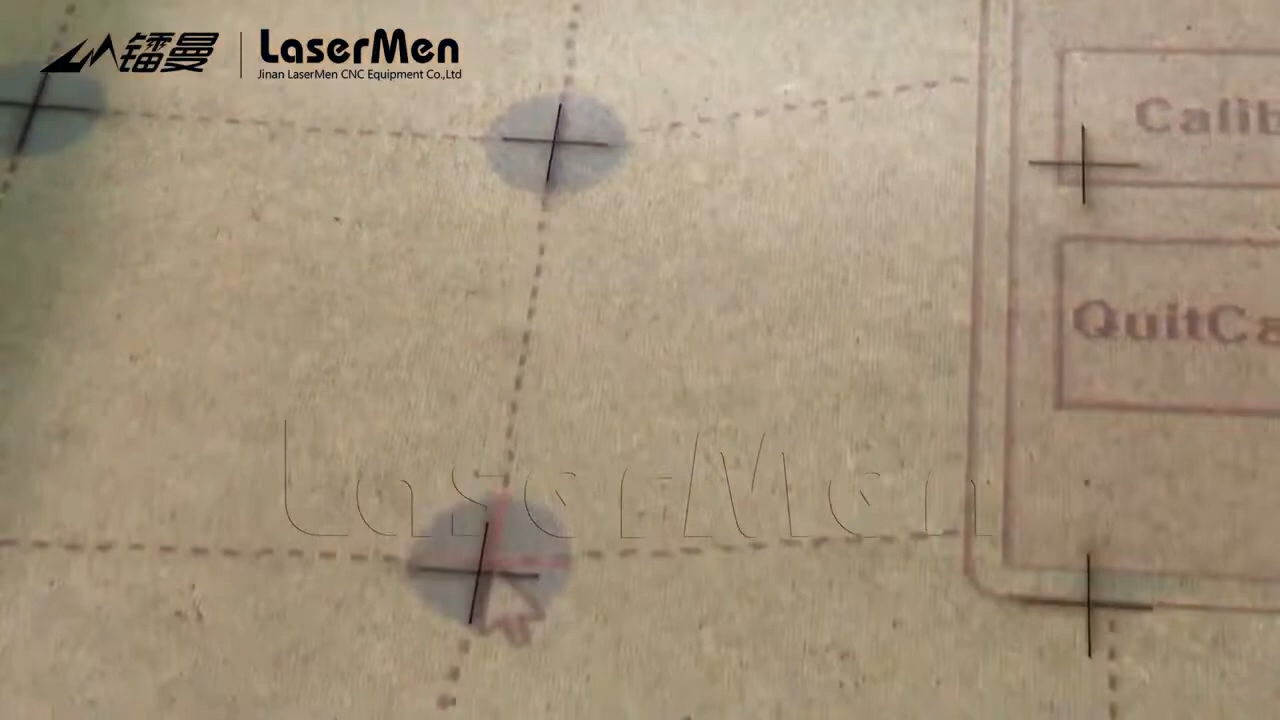 镭曼
LaserMen
Jinan LaserMen CNC Equipment Co.,Ltd
Calib
QuitCa
LaserMen